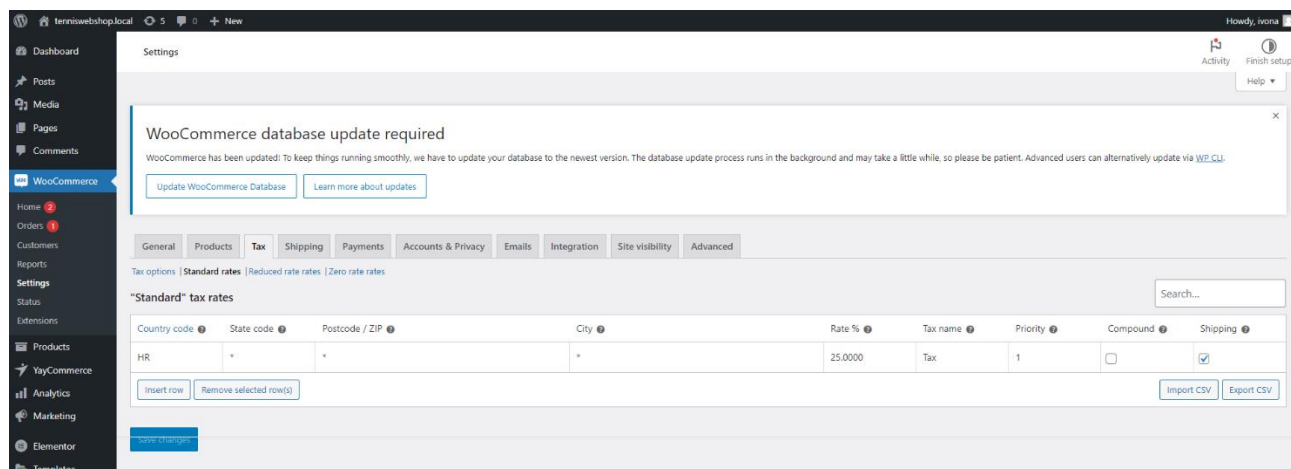 tenniswebshop.local 5 0 + New Howdy, ivona
Dashboard
Posts
Media
Pages
Comments
WooCommerce
Home 2
Orders 1
Customers
Reports
Settings
Status
Extensions
Products
YayCommerce
Analytics
Marketing
Elementor
Templates
Settings
Activity
Finish setup
Help
WooCommerce database update required
WooCommerce has been updated! To keep things running smoothly, we have to update your database to the newest version. The database update process runs in the background and may take a little while, so please be patient. Advanced users can alternatively update via WP CLI.
Update WooCommerce Database Learn more about updates
General Products Tax Shipping Payments Accounts & Privacy Emails Integration Site visibility Advanced
Tax options | Standard rates | Reduced rate rates | Zero rate rates
"Standard" tax rates
Search...
Country code State code Postcode / ZIP City Rate % Tax name Priority Compound Shipping
HR * * * 25.0000 Tax 1
Insert row Remove selected row(s) Import CSV Export CSV
Save changes